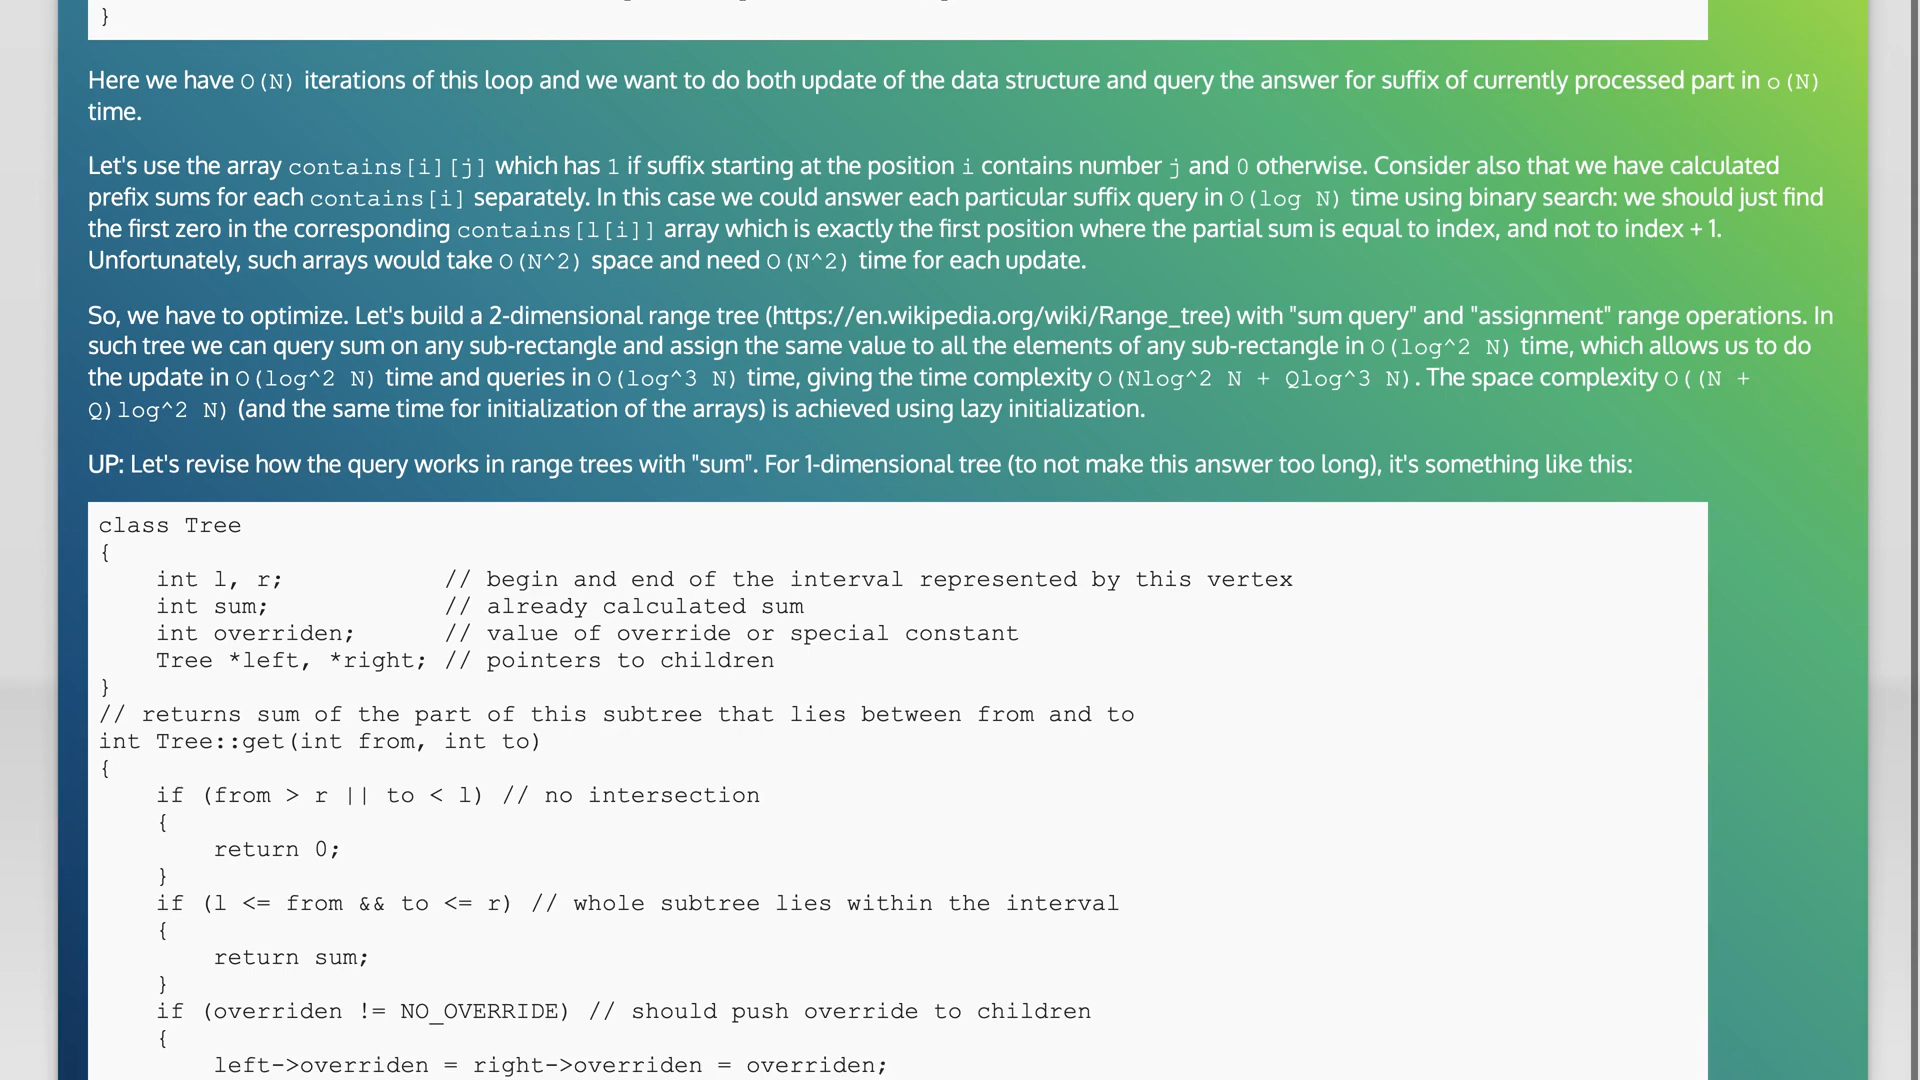 }
Here we have O(N) iterations of this loop and we want to do both update of the data structure and query the answer for suffix of currently processed part in o(N)
time.
Let's use the array contains[i][j] which has 1 if suffix starting at the position i contains number j and 0 otherwise. Consider also that we have calculated
prefix sums for each contains[i] separately. In this case we could answer each particular suffix query in O(log N) time using binary search: we should just find
the first zero in the corresponding contains[l[i]] array which is exactly the first position where the partial sum is equal to index, and not to index + 1.
Unfortunately, such arrays would take O(N^2) space and need O(N^2) time for each update.
So, we have to optimize. Let's build a 2-dimensional range tree (https://en.wikipedia.org/wiki/Range_tree) with "sum query" and "assignment" range operations. In
such tree we can query sum on any sub-rectangle and assign the same value to all the elements of any sub-rectangle in O(log^2 N) time, which allows us to do
the update in O(log^2 N) time and queries in O(log^3 N) time, giving the time complexity O(Nlog^2 N + Qlog^3 N). The space complexity O((N +
Q)log^2 N) (and the same time for initialization of the arrays) is achieved using lazy initialization.
UP: Let's revise how the query works in range trees with "sum". For 1-dimensional tree (to not make this answer too long), it's something like this:
class Tree
{
    int l, r;           // begin and end of the interval represented by this vertex
    int sum;            // already calculated sum
    int overriden;      // value of override or special constant
    Tree *left, *right; // pointers to children
}
// returns sum of the part of this subtree that lies between from and to
int Tree::get(int from, int to)
{
    if (from > r || to < l) // no intersection
    {
        return 0;
    }
    if (l <= from && to <= r) // whole subtree lies within the interval
    {
        return sum;
    }
    if (overriden != NO_OVERRIDE) // should push override to children
    {
        left->overriden = right->overriden = overriden;